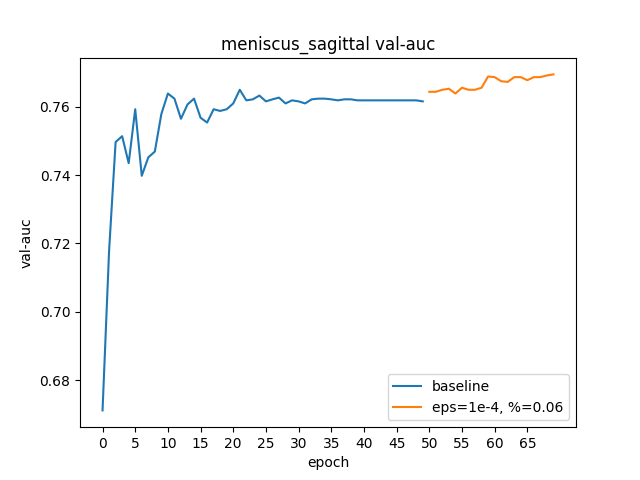 meniscus_sagittal val-auc
val-auc
0.76
0.74
0.72
0.70
0.68
baseline
eps=1e-4, %=0.06
0 5 10 15 20 25 30 35 40 45 50 55 60 65
epoch